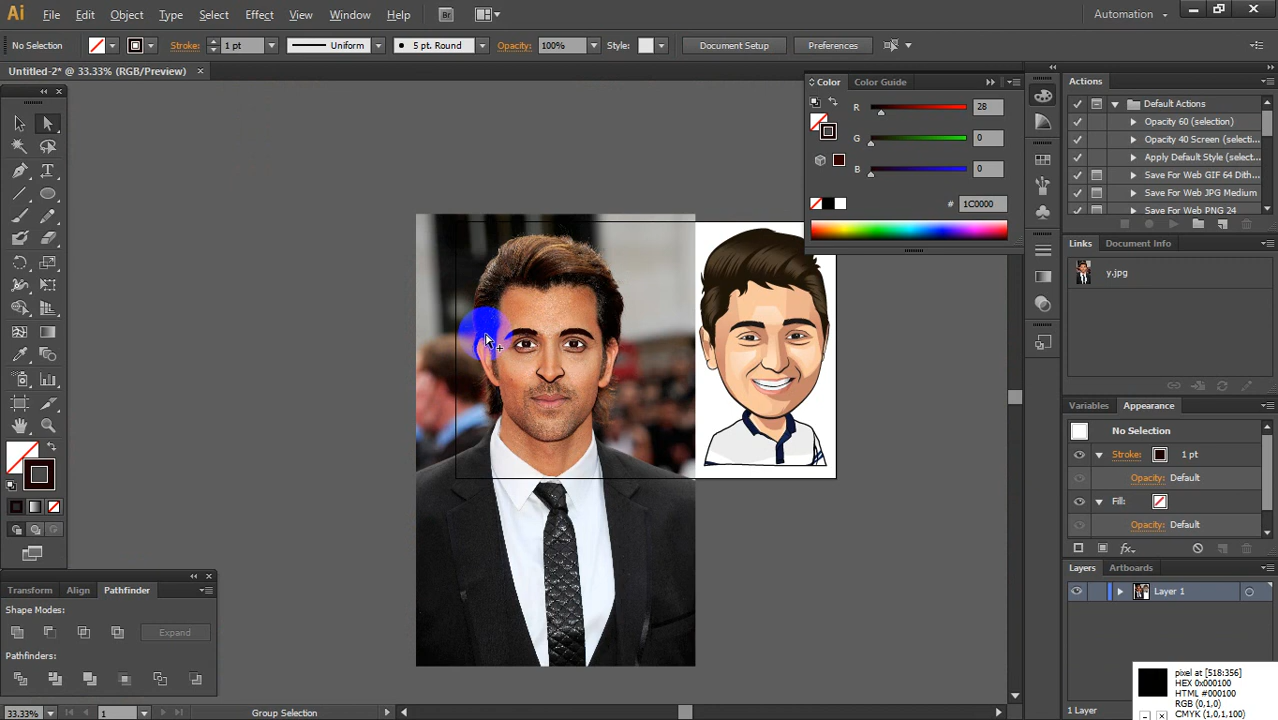 Ai File Edit Object Type Select Effect View Window Help Br Automation
No Selection Stroke: 1 pt Uniform 5 pt. Round Opacity: 100% Style: Document Setup Preferences
Untitled-2* @ 33.33% (RGB/Preview)
Color Color Guide
R 28
G 0
B 0
# 1C0000
Actions
Default Actions
Opacity 60 (selection)
Opacity 40 Screen (selecti...
Apply Default Style (select...
Save For Web GIF 64 Dith...
Save For Web JPG Medium
Save For Web PNG 24
Links Document Info
y.jpg
Variables Appearance
No Selection
Stroke: 1 pt
Opacity: Default
Fill:
Opacity: Default
fx
Layers Artboards
Layer 1
1 Layer
Transform Align Pathfinder
Shape Modes:
Expand
Pathfinders:
33.33% 1 Group Selection
pixel at [518:356]
HEX 0x000100
HTML #000100
RGB (0,1,0)
CMYK (1,0,1,100)